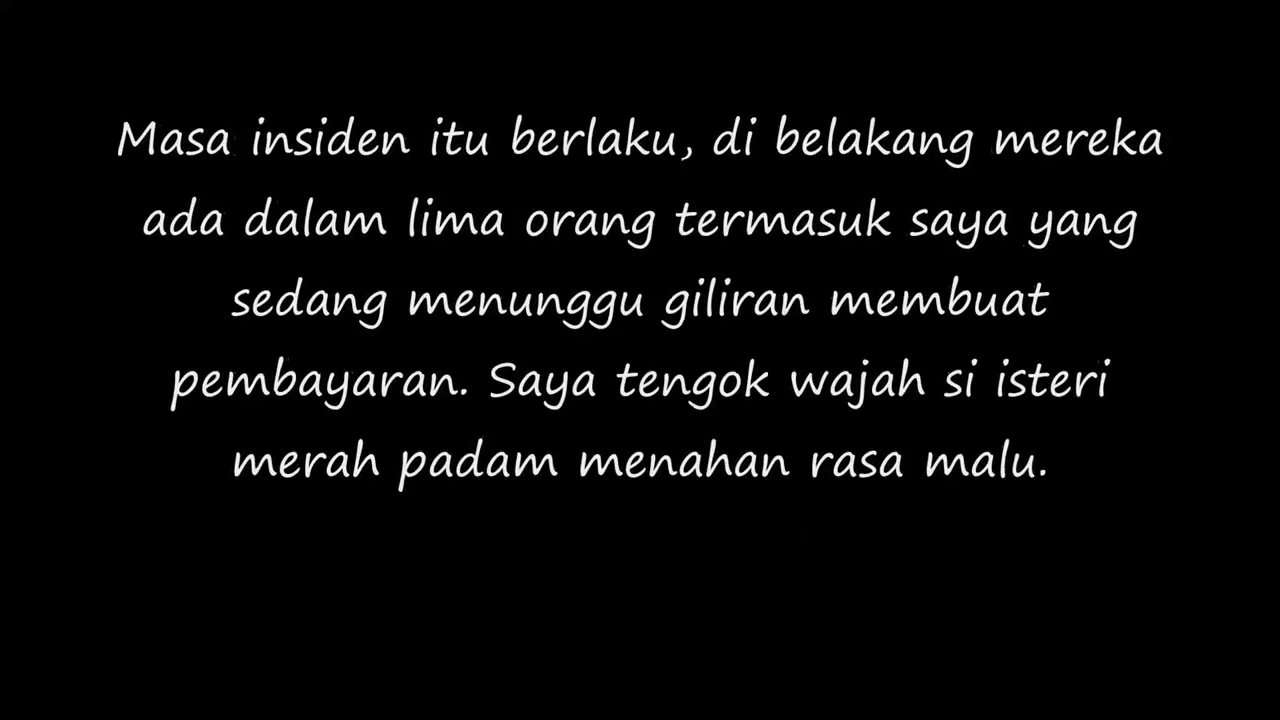 Masa insiden itu berlaku, di belakang mereka
ada dalam lima orang termasuk saya yang
sedang menunggu giliran membuat
pembayaran. Saya tengok wajah si isteri
merah padam menahan rasa malu.